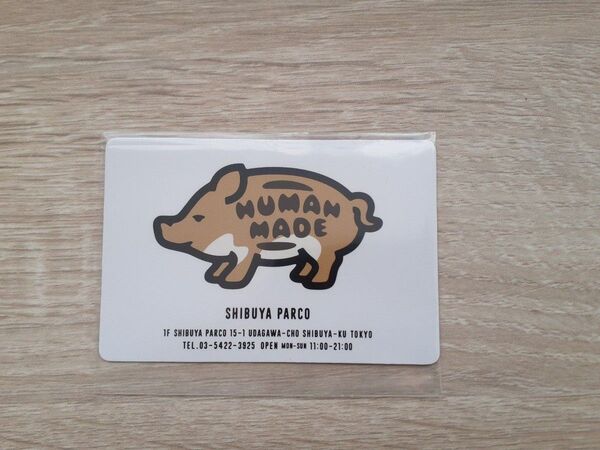 HUMAN
MADE
SHIBUYA PARCO
1F SHIBUYA PARCO 15-1 UDAGAWA-CHO SHIBUYA-KU TOKYO
TEL.03-5422-3925 OPEN MON-SUN 11:00-21:00